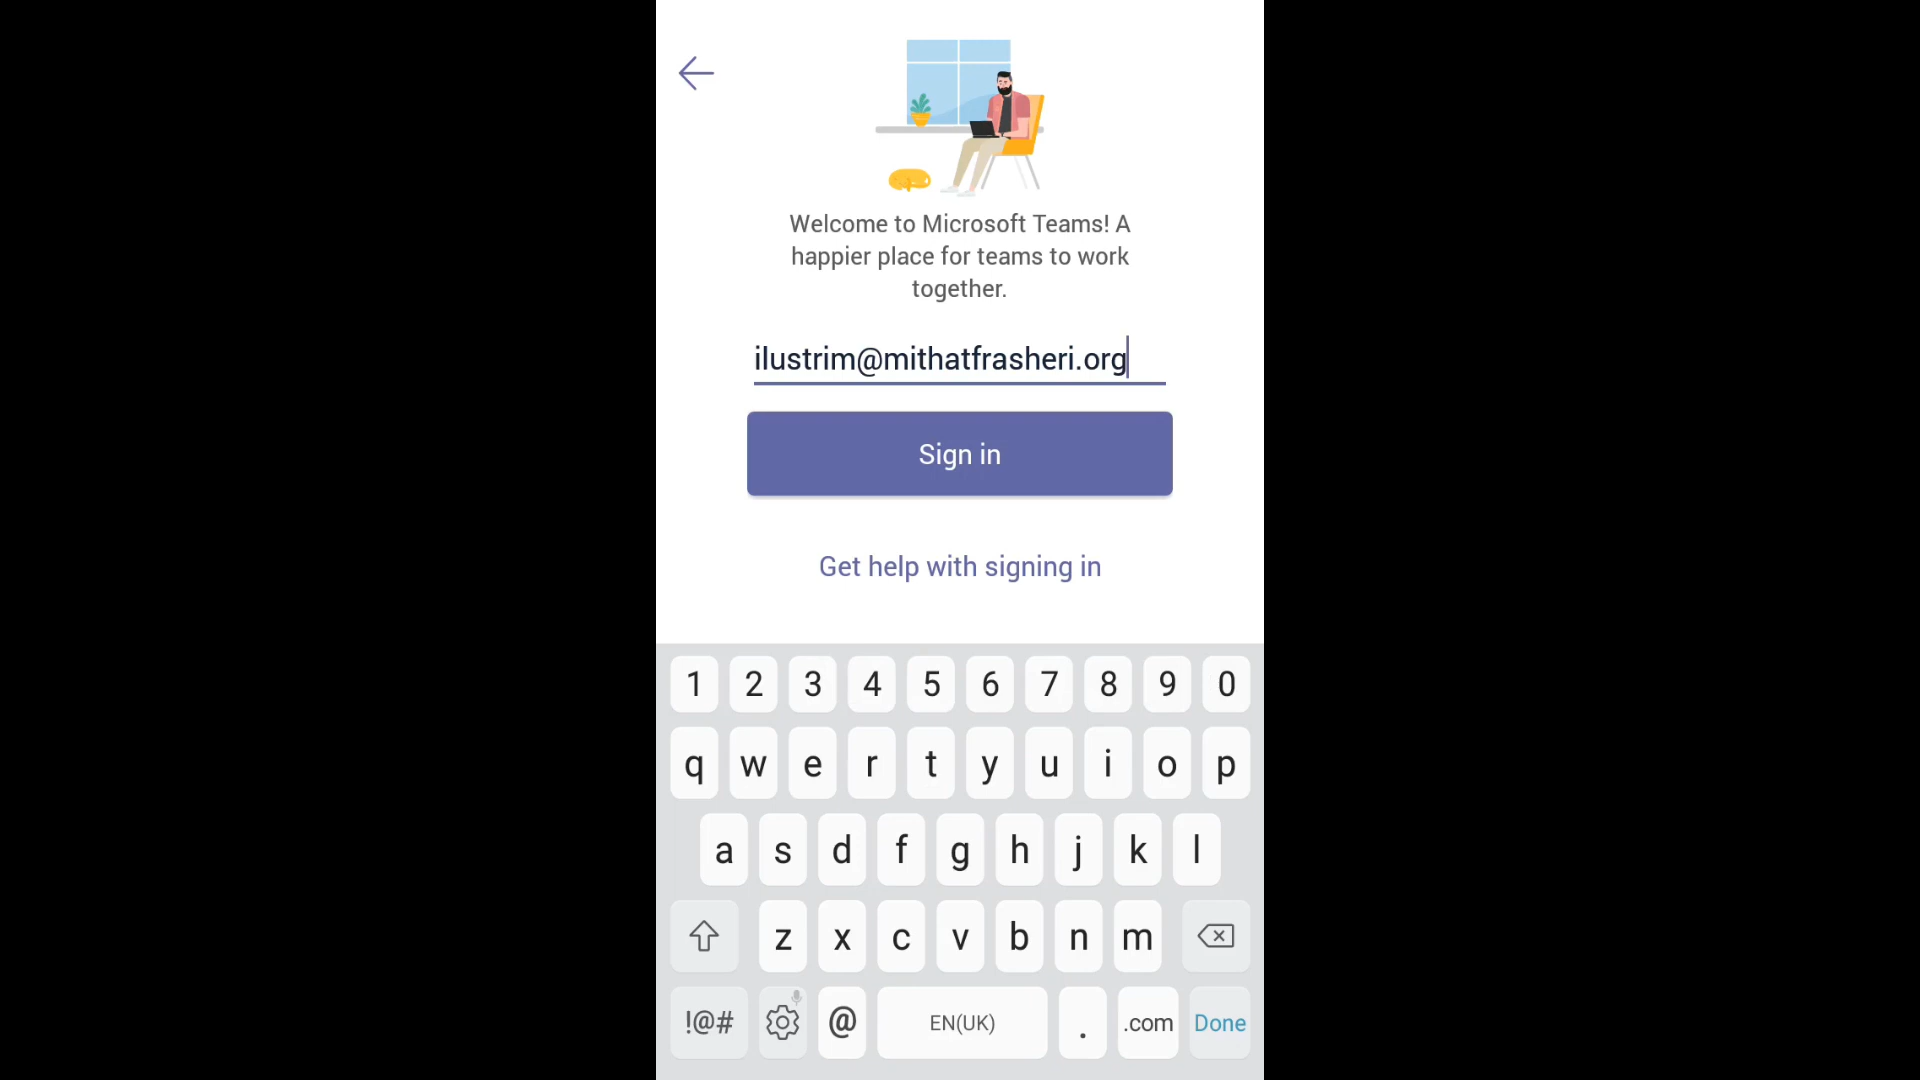 Welcome to Microsoft Teams! A
happier place for teams to work
together.
ilustrim@mithatfrasheri.org
Sign in
Get help with signing in
1 2 3 4 5 6 7 8 9 0
q w e r t y u i o p
a s d f g h j k l
z x c v b n m
!@# @ EN(UK) . .com Done